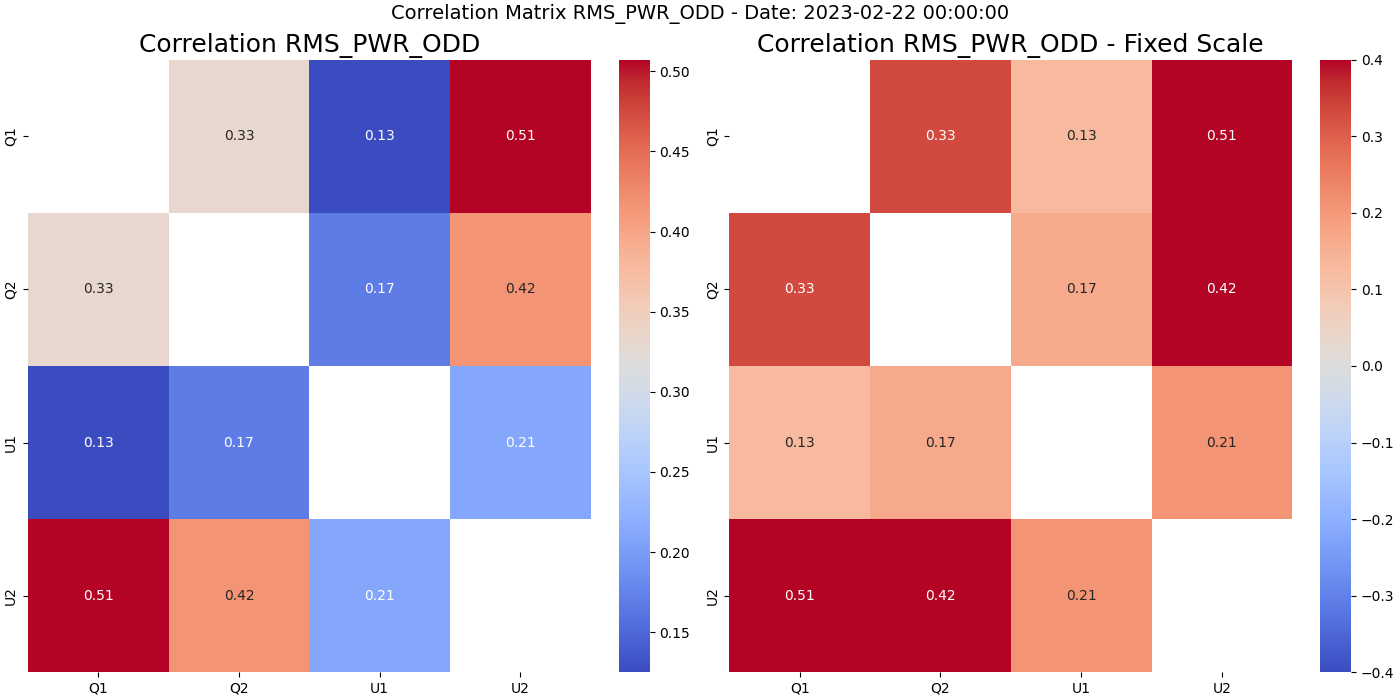 Correlation Matrix RMS_PWR_ODD - Date: 2023-02-22 00:00:00
Correlation RMS_PWR_ODD
Q1
0.33
0.13
0.51
Q2
0.33
0.17
0.42
U1
0.13
0.17
0.21
U2
0.51
0.42
0.21
Q1
Q2
U1
U2
0.50
0.45
0.40
0.35
0.30
0.25
0.20
0.15
Correlation RMS_PWR_ODD - Fixed Scale
Q1
0.33
0.13
0.51
Q2
0.33
0.17
0.42
U1
0.13
0.17
0.21
U2
0.51
0.42
0.21
Q1
Q2
U1
U2
0.4
0.3
0.2
0.1
0.0
−0.1
−0.2
−0.3
−0.4